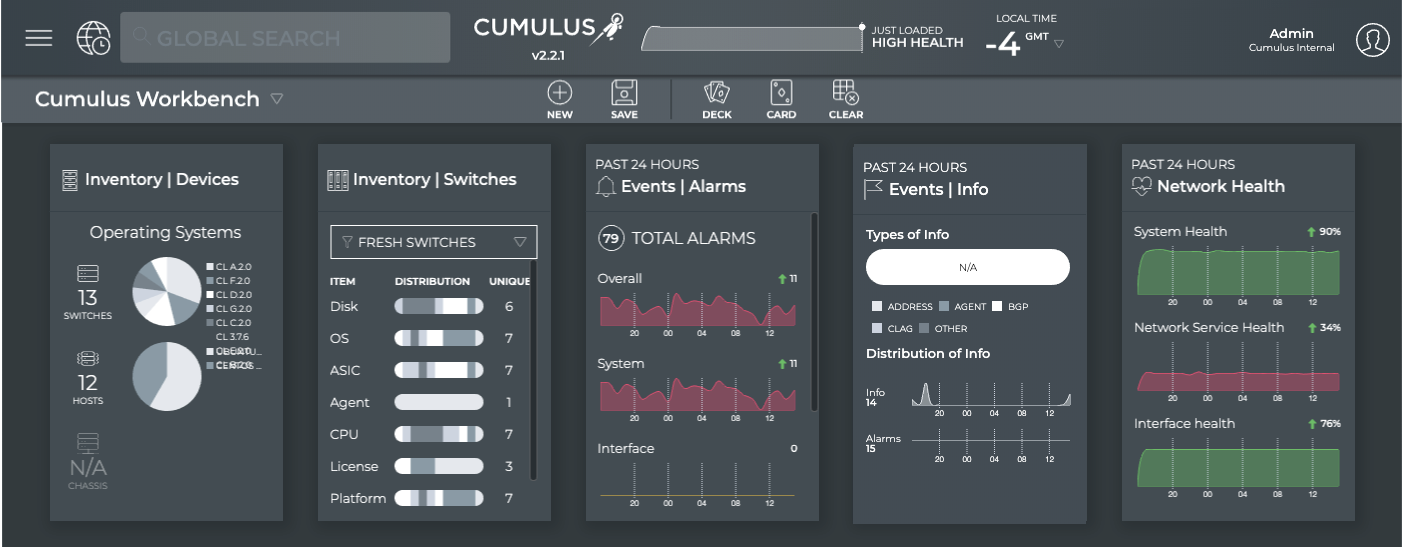 GLOBAL SEARCH
CUMULUS
v2.2.1
JUST LOADED
HIGH HEALTH
LOCAL TIME
-4 GMT
Admin
Cumulus Internal
Cumulus Workbench
NEW
SAVE
DECK
CARD
CLEAR
Inventory | Devices
Operating Systems
13
SWITCHES
CL A.2.0
CL F.2.0
CL D.2.0
CL G.2.0
CL C.2.0
CL 3.7.6
12
HOSTS
N/A
CHASSIS
Inventory | Switches
FRESH SWITCHES
ITEM DISTRIBUTION UNIQUE
Disk 6
OS 7
ASIC 7
Agent 1
CPU 7
License 3
Platform 7
PAST 24 HOURS
Events | Alarms
79 TOTAL ALARMS
Overall 11
20 00 04 08 12
System 11
20 00 04 08 12
Interface 0
20 00 04 08 12
PAST 24 HOURS
Events | Info
Types of Info
N/A
ADDRESS AGENT BGP
CLAG OTHER
Distribution of Info
Info
14
20 00 04 08 12
Alarms
15
20 00 04 08 12
PAST 24 HOURS
Network Health
System Health 90%
20 00 04 08 12
Network Service Health 34%
20 00 04 08 12
Interface health 76%
20 00 04 08 12